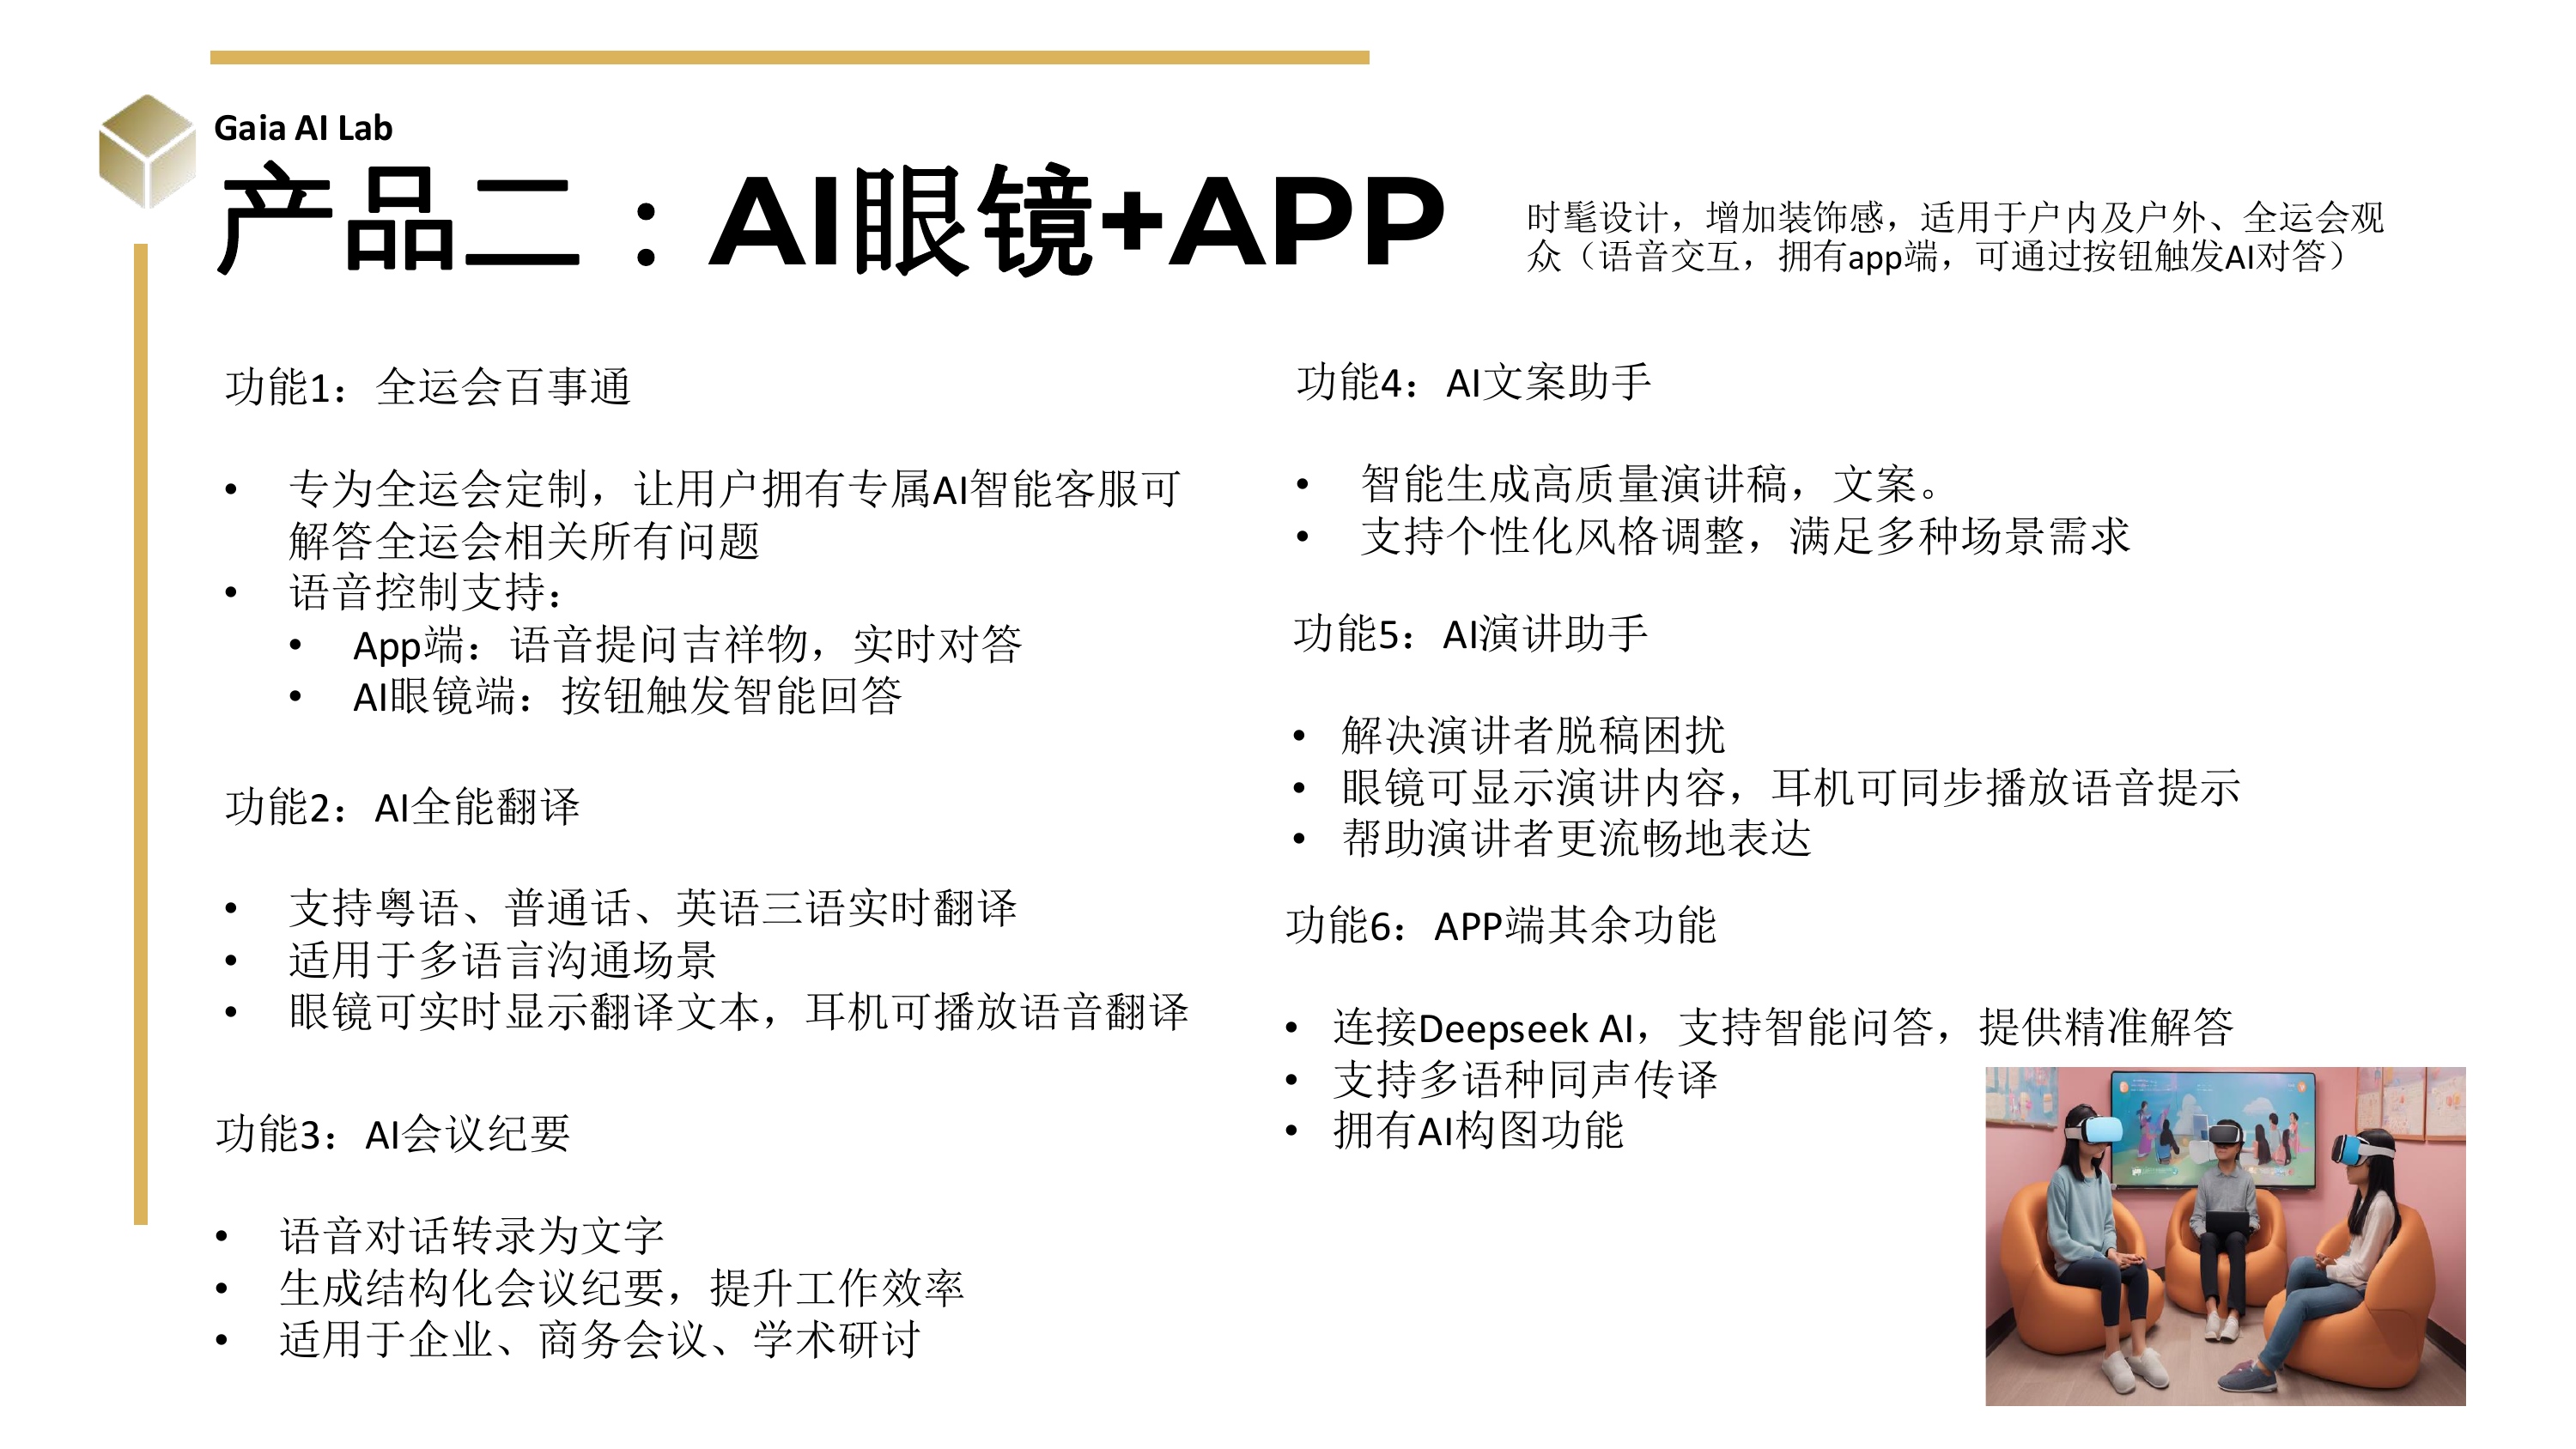 Gaia AI Lab
产品二：AI眼镜+APP
时髦设计，增加装饰感，适用于户内及户外、全运会观
众（语音交互，拥有app端，可通过按钮触发AI对答）
功能1：全运会百事通
• 专为全运会定制，让用户拥有专属AI智能客服可
解答全运会相关所有问题
• 语音控制支持：
• App端：语音提问吉祥物，实时对答
• AI眼镜端：按钮触发智能回答
功能2：AI全能翻译
• 支持粤语、普通话、英语三语实时翻译
• 适用于多语言沟通场景
• 眼镜可实时显示翻译文本，耳机可播放语音翻译
功能3：AI会议纪要
• 语音对话转录为文字
• 生成结构化会议纪要，提升工作效率
• 适用于企业、商务会议、学术研讨
功能4：AI文案助手
• 智能生成高质量演讲稿，文案。
• 支持个性化风格调整，满足多种场景需求
功能5：AI演讲助手
• 解决演讲者脱稿困扰
• 眼镜可显示演讲内容，耳机可同步播放语音提示
• 帮助演讲者更流畅地表达
功能6：APP端其余功能
• 连接Deepseek AI，支持智能问答，提供精准解答
• 支持多语种同声传译
• 拥有AI构图功能